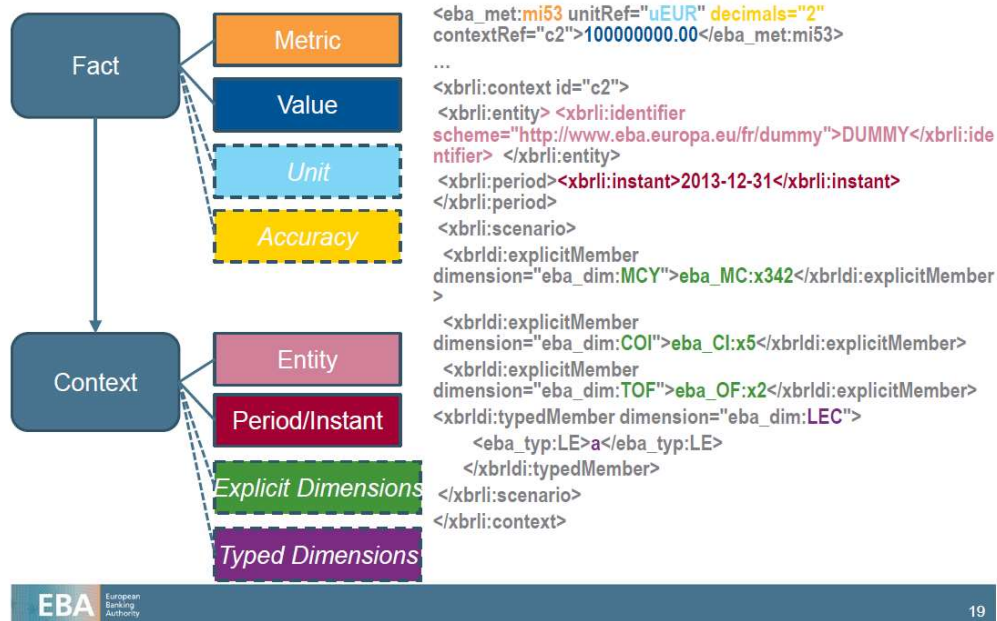 Fact
Metric
Value
Unit
Accuracy
Context
Entity
Period/Instant
Explicit Dimensions
Typed Dimensions
<eba_met:mi53 unitRef="uEUR" decimals="2"
contextRef="c2">100000000.00</eba_met:mi53>
…
<xbrli:context id="c2">
<xbrli:entity> <xbrli:identifier
scheme="http://www.eba.europa.eu/fr/dummy">DUMMY</xbrli:ide
ntifier> </xbrli:entity>
<xbrli:period><xbrli:instant>2013-12-31</xbrli:instant>
</xbrli:period>
<xbrli:scenario>
<xbrldi:explicitMember
dimension="eba_dim:MCY">eba_MC:x342</xbrldi:explicitMember
>
<xbrldi:explicitMember
dimension="eba_dim:COI">eba_CI:x5</xbrldi:explicitMember>
<xbrldi:explicitMember
dimension="eba_dim:TOF">eba_OF:x2</xbrldi:explicitMember>
<xbrldi:typedMember dimension="eba_dim:LEC">
<eba_typ:LE>a</eba_typ:LE>
</xbrldi:typedMember>
</xbrli:scenario>
</xbrli:context>
EBA
European
Banking
Authority
19